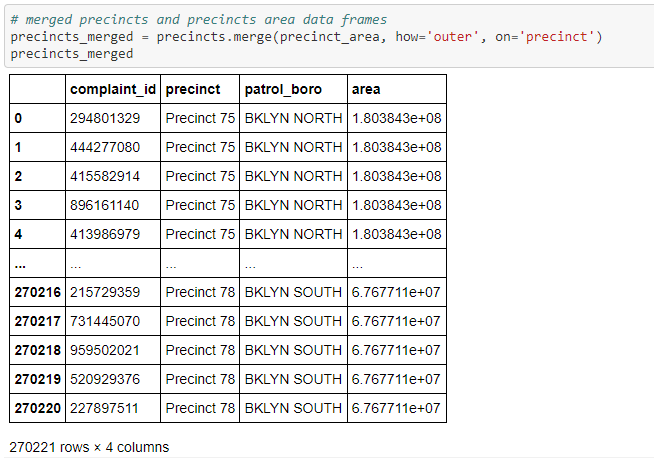 # merged precincts and precincts area data frames
precincts_merged = precincts.merge(precinct_area, how='outer', on='precinct')
precincts_merged
complaint_id precinct patrol_boro area
0 294801329 Precinct 75 BKLYN NORTH 1.803843e+08
1 444277080 Precinct 75 BKLYN NORTH 1.803843e+08
2 415582914 Precinct 75 BKLYN NORTH 1.803843e+08
3 896161140 Precinct 75 BKLYN NORTH 1.803843e+08
4 413986979 Precinct 75 BKLYN NORTH 1.803843e+08
... ... ... ... ...
270216 215729359 Precinct 78 BKLYN SOUTH 6.767711e+07
270217 731445070 Precinct 78 BKLYN SOUTH 6.767711e+07
270218 959502021 Precinct 78 BKLYN SOUTH 6.767711e+07
270219 520929376 Precinct 78 BKLYN SOUTH 6.767711e+07
270220 227897511 Precinct 78 BKLYN SOUTH 6.767711e+07
270221 rows × 4 columns